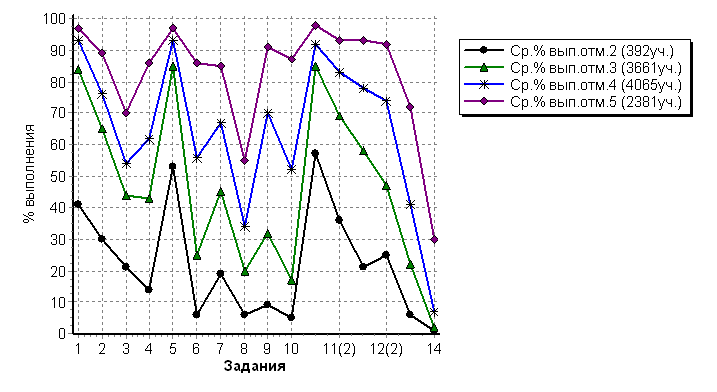 100
90
80
70
60
50
40
30
20
10
0
% выполнения
1 2 3 4 5 6 7 8 9 10 11(2) 12(2) 14
Задания
Ср.% вып.отм.2 (392уч.)
Ср.% вып.отм.3 (3661уч.)
Ср.% вып.отм.4 (4065уч.)
Ср.% вып.отм.5 (2381уч.)